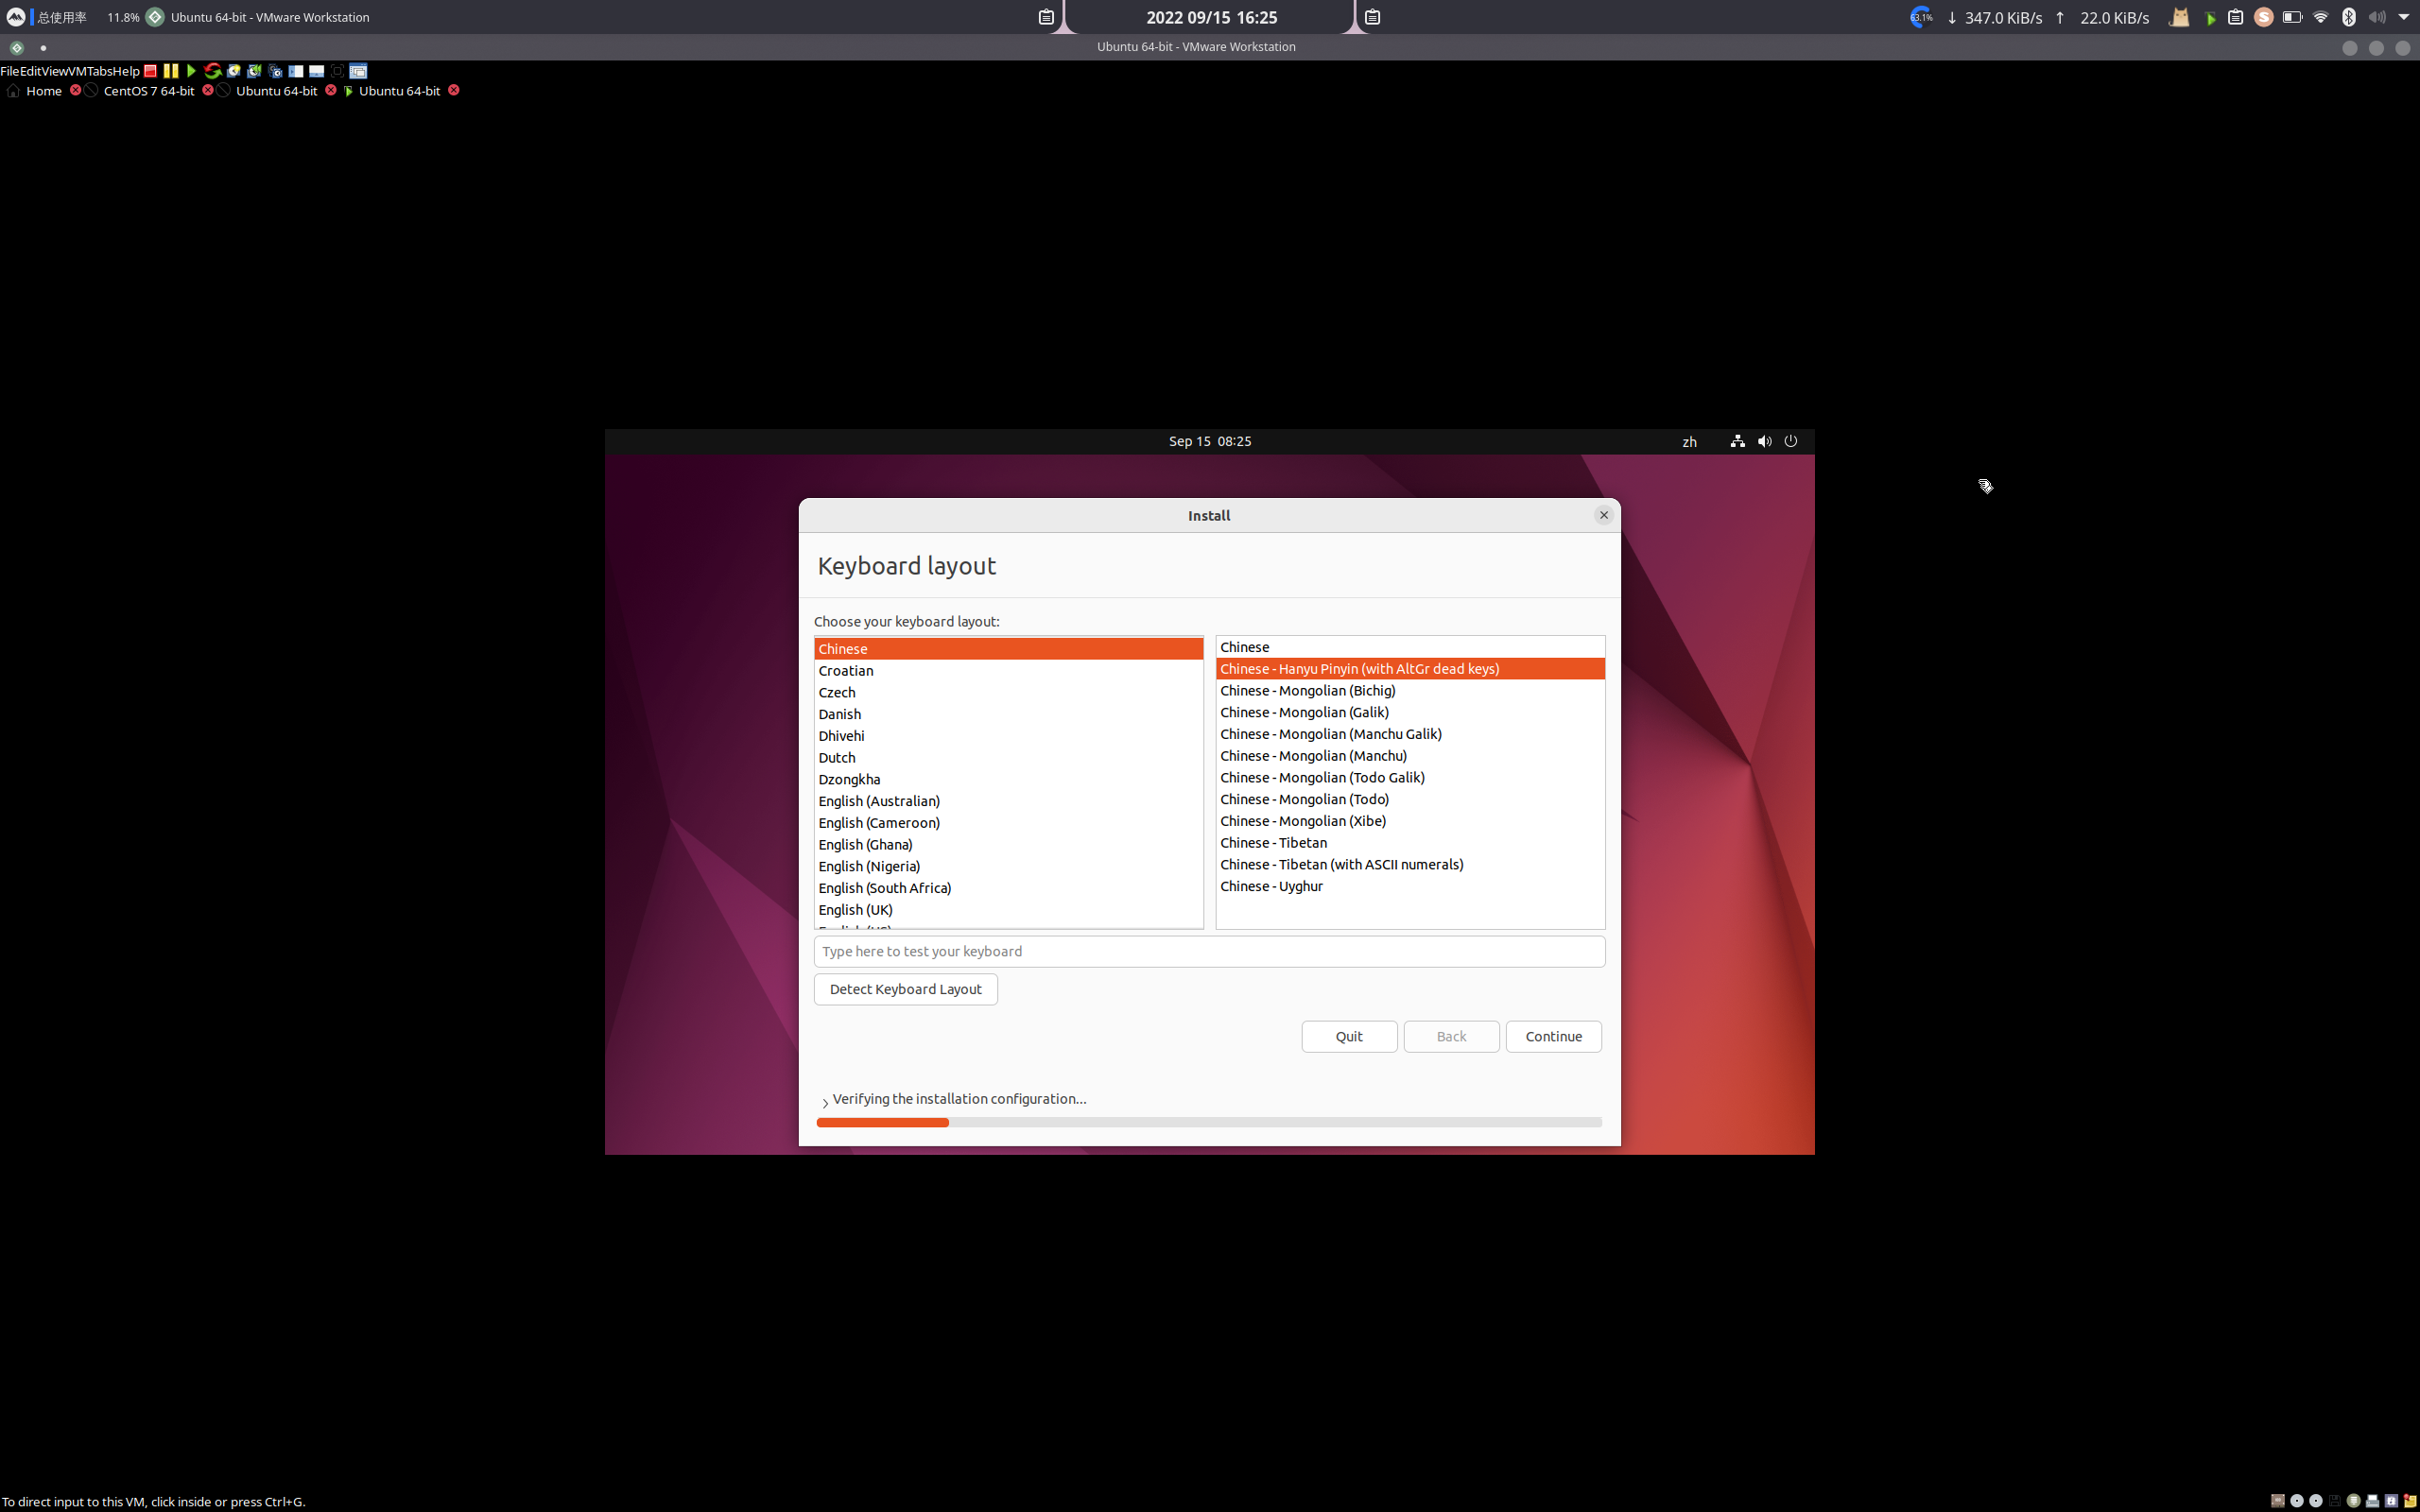 总使用率 11.8% Ubuntu 64-bit - VMware Workstation 2022 09/15 16:25 63.1% ↓ 347.0 KiB/s ↑ 22.0 KiB/s
Ubuntu 64-bit - VMware Workstation
FileEditViewVMTabsHelp
Home CentOS 7 64-bit Ubuntu 64-bit Ubuntu 64-bit
Sep 15 08:25 zh
Install
Keyboard layout
Choose your keyboard layout:
Chinese
Croatian
Czech
Danish
Dhivehi
Dutch
Dzongkha
English (Australian)
English (Cameroon)
English (Ghana)
English (Nigeria)
English (South Africa)
English (UK)
English (US)
Chinese
Chinese - Hanyu Pinyin (with AltGr dead keys)
Chinese - Mongolian (Bichig)
Chinese - Mongolian (Galik)
Chinese - Mongolian (Manchu Galik)
Chinese - Mongolian (Manchu)
Chinese - Mongolian (Todo Galik)
Chinese - Mongolian (Todo)
Chinese - Mongolian (Xibe)
Chinese - Tibetan
Chinese - Tibetan (with ASCII numerals)
Chinese - Uyghur
Type here to test your keyboard
Detect Keyboard Layout
Quit Back Continue
Verifying the installation configuration...
To direct input to this VM, click inside or press Ctrl+G.